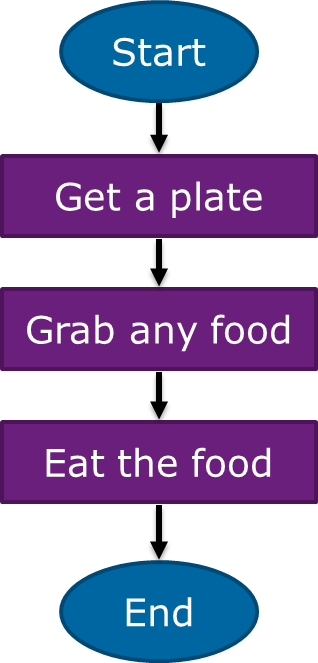 Start
Get a plate
Grab any food
Eat the food
End